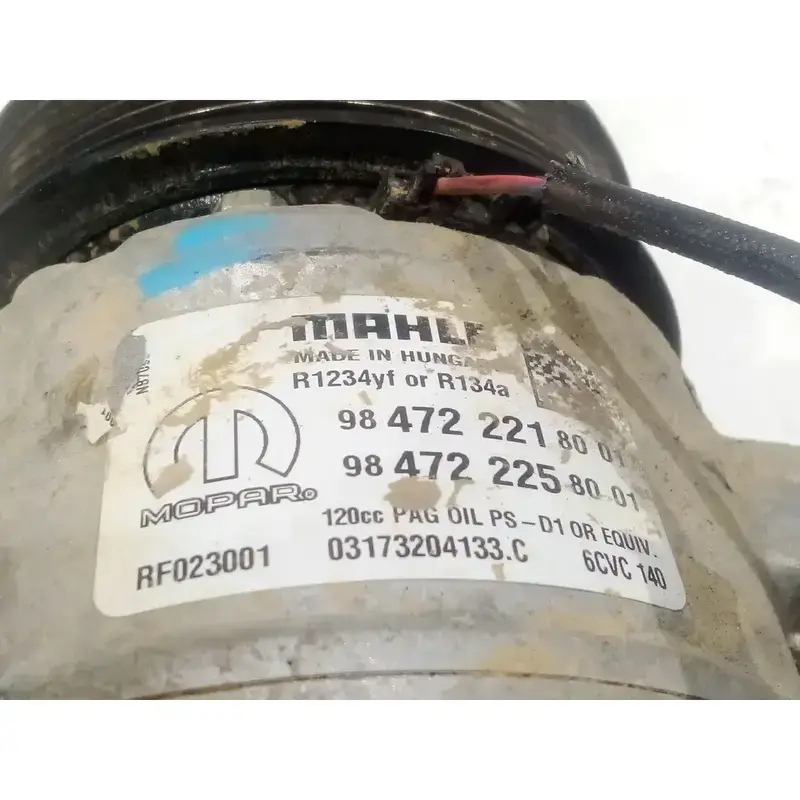 MAHLE
MADE IN HUNGA
R1234yf or R134a
98 472 221 80 01
98 472 225 80 01
MOPAR
120cc PAG OIL PS-D1 OR EQUIV.
RF023001 03173204133.C 6CVC 140